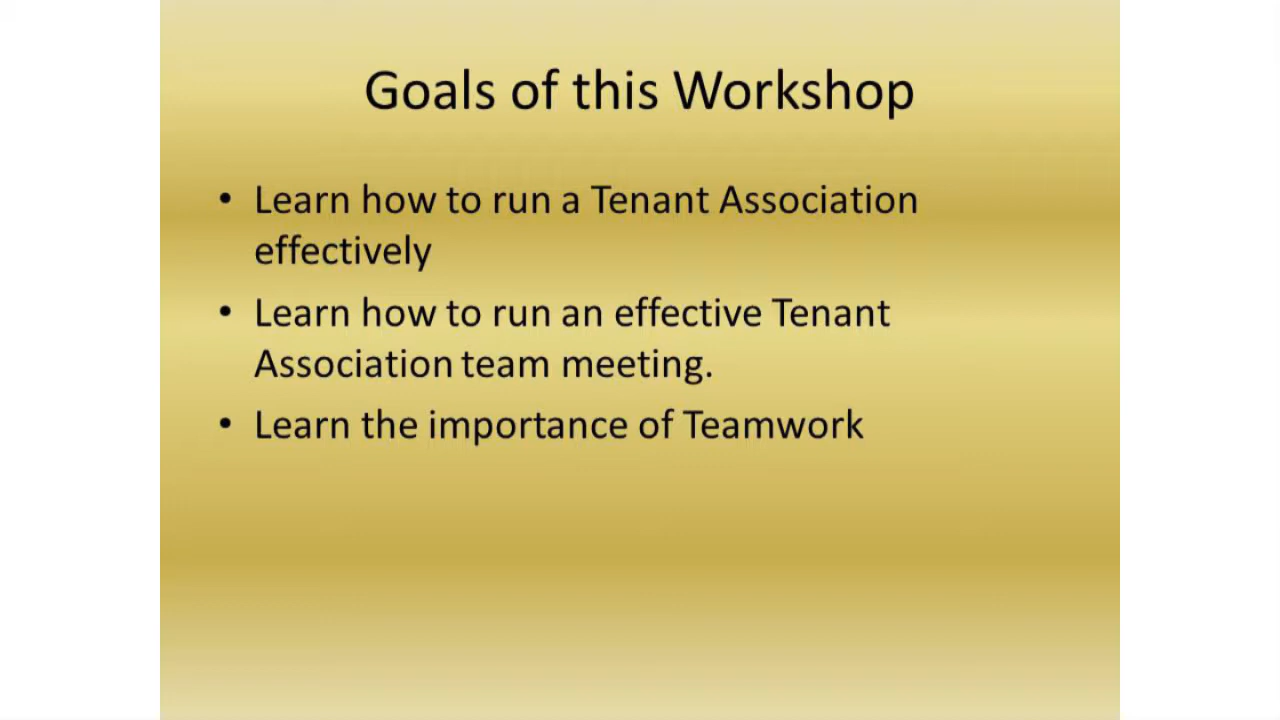 Goals of this Workshop
• Learn how to run a Tenant Association
effectively
• Learn how to run an effective Tenant
Association team meeting.
• Learn the importance of Teamwork